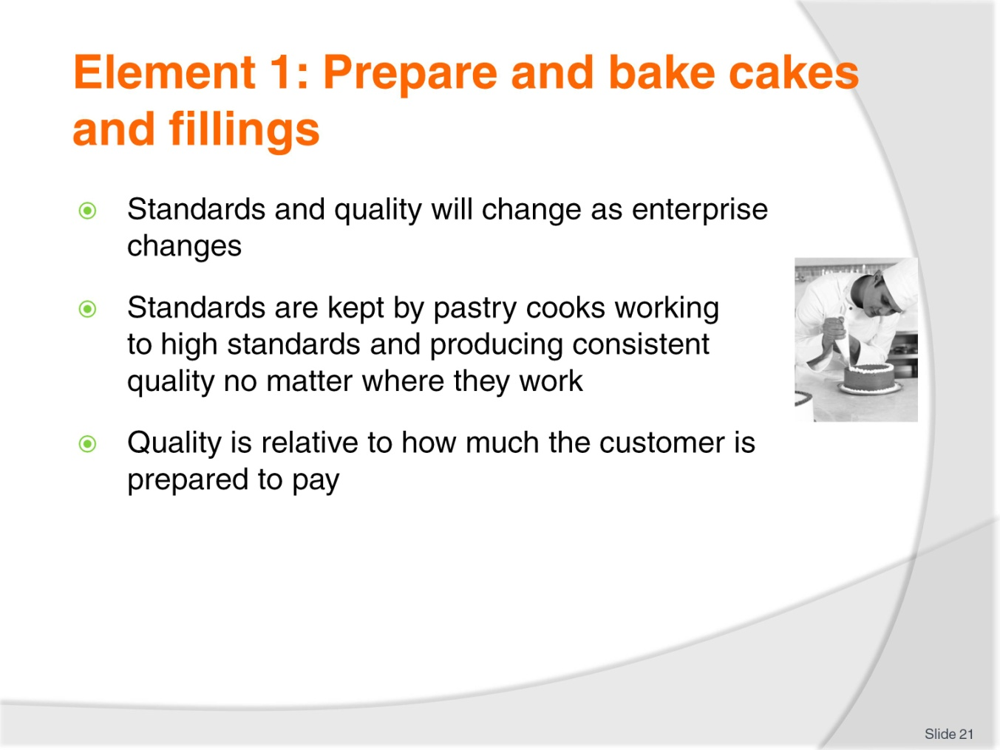 Element 1: Prepare and bake cakes
and fillings
Standards and quality will change as enterprise
changes
Standards are kept by pastry cooks working
to high standards and producing consistent
quality no matter where they work
Quality is relative to how much the customer is
prepared to pay
Slide 21